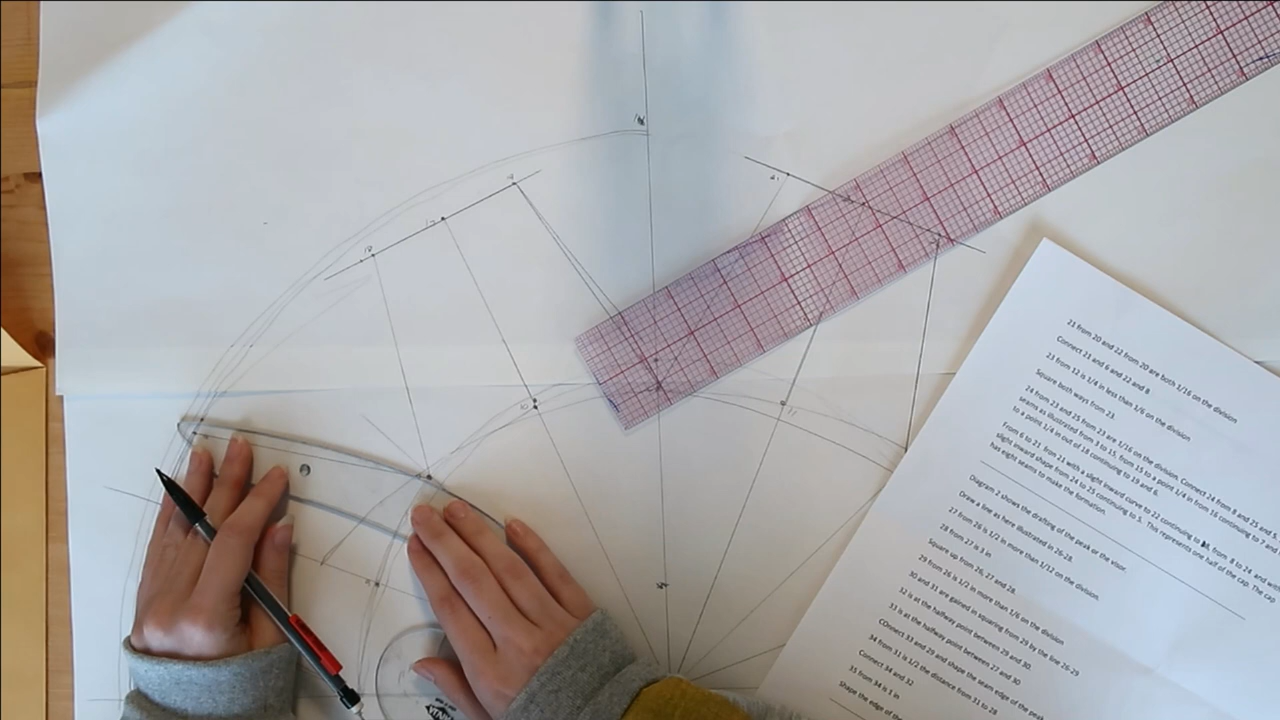 21 from 20 and 22 from 20 are both 1/16 on the division
Connect 21 and 6 and 22 and 8
23 from 12 is 1/4 in less than 1/6 on the division
Square both ways from 23
24 from 23 and 25 from 23 are 1/16 on the division. Connect 24 from 8 and 25 and 5.
seams as illustrated from 3 to 15, from 15 to a point 1/4 in from 16 continuing to 7 and
to a point 1/4 in out of 18 continuing to 19 and 6.
From 6 to 21, from 21 with a slight inward curve to 22 continuing to 8, from 8 to 24, and with
slight inward shape from 24 to 25 continuing to 5. This represents one half of the cap. The cap
has eight seams to make the formation.
Diagram 2 shows the drafting of the peak or the visor.
Draw a line as here illustrated in 26-28
27 from 26 is 1/2 in more than 1/12 on the division.
28 from 27 is 3 in
Square up from 26, 27 and 28.
29 from 26 is 1/2 in more than 1/6 on the division
30 and 31 are gained in squaring from 29 by the line 26-29
32 is at the halfway point between 29 and 30.
33 is at the halfway point between 27 and 30
COnnect 33 and 29 and shape the seam edge of the peak
34 from 31 is 1/2 the distance from 31 to 28
Connect 34 and 32
35 from 34 is 1 in
Shape the edge of the